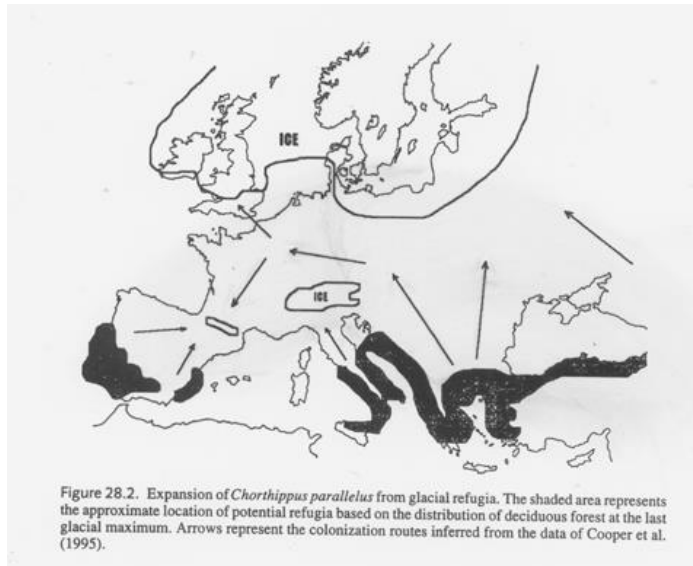 ICE
ICE
Figure 28.2. Expansion of Chorthippus parallelus from glacial refugia. The shaded area represents
the approximate location of potential refugia based on the distribution of deciduous forest at the last
glacial maximum. Arrows represent the colonization routes inferred from the data of Cooper et al.
(1995).